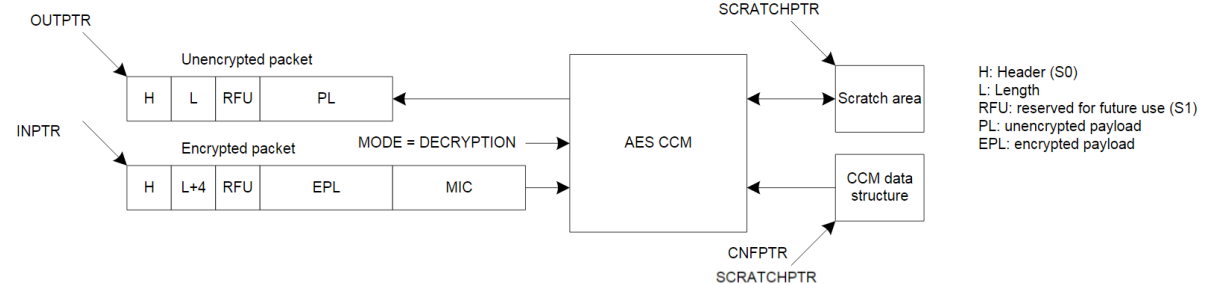 SCRATCHPTR
OUTPTR
Unencrypted packet
H L RFU PL
Scratch area
H: Header (S0)
L: Length
RFU: reserved for future use (S1)
PL: unencrypted payload
EPL: encrypted payload
INPTR
Encrypted packet
MODE = DECRYPTION
AES CCM
H L+4 RFU EPL MIC
CCM data
structure
CNFPTR
SCRATCHPTR